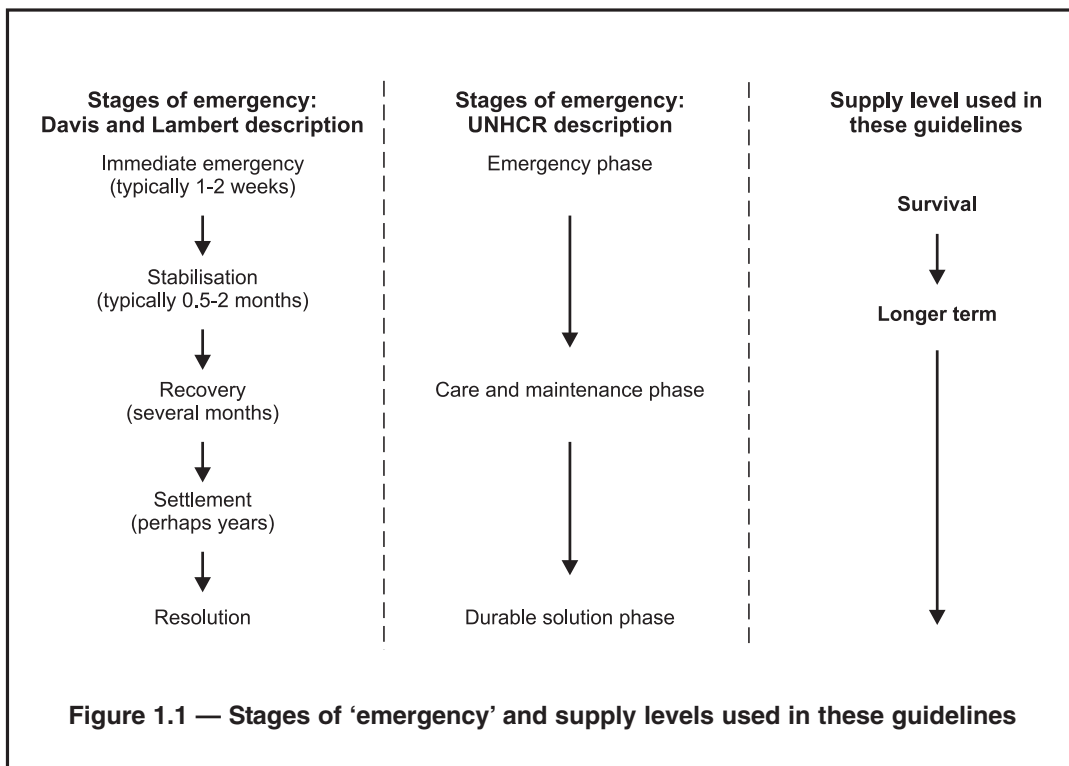 Stages of emergency:
Davis and Lambert description
Immediate emergency
(typically 1-2 weeks)
Stabilisation
(typically 0.5-2 months)
Recovery
(several months)
Settlement
(perhaps years)
Resolution
Stages of emergency:
UNHCR description
Emergency phase
Care and maintenance phase
Durable solution phase
Supply level used in
these guidelines
Survival
Longer term
Figure 1.1 — Stages of ‘emergency’ and supply levels used in these guidelines